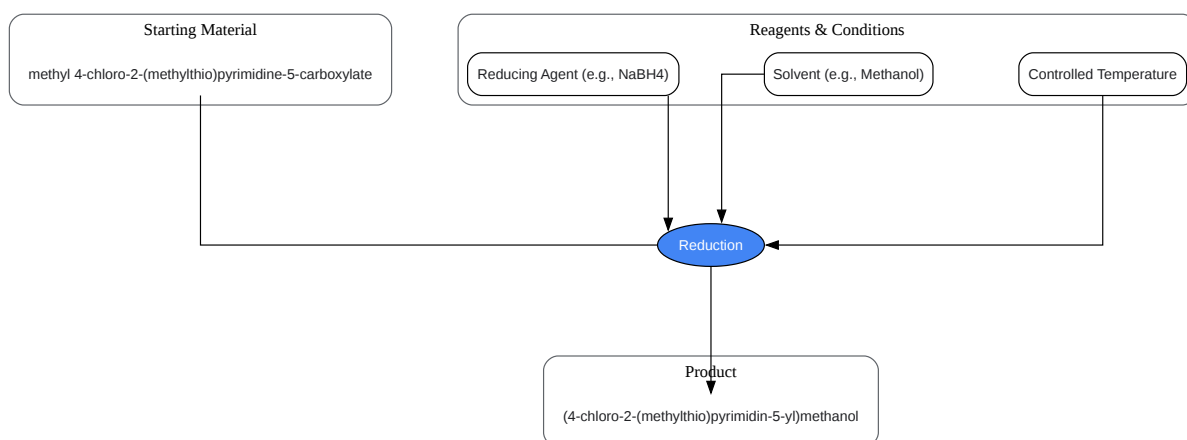 Starting Material
methyl 4-chloro-2-(methylthio)pyrimidine-5-carboxylate
Reagents & Conditions
Reducing Agent (e.g., NaBH4)
Solvent (e.g., Methanol)
Controlled Temperature
Reduction
Product
(4-chloro-2-(methylthio)pyrimidin-5-yl)methanol